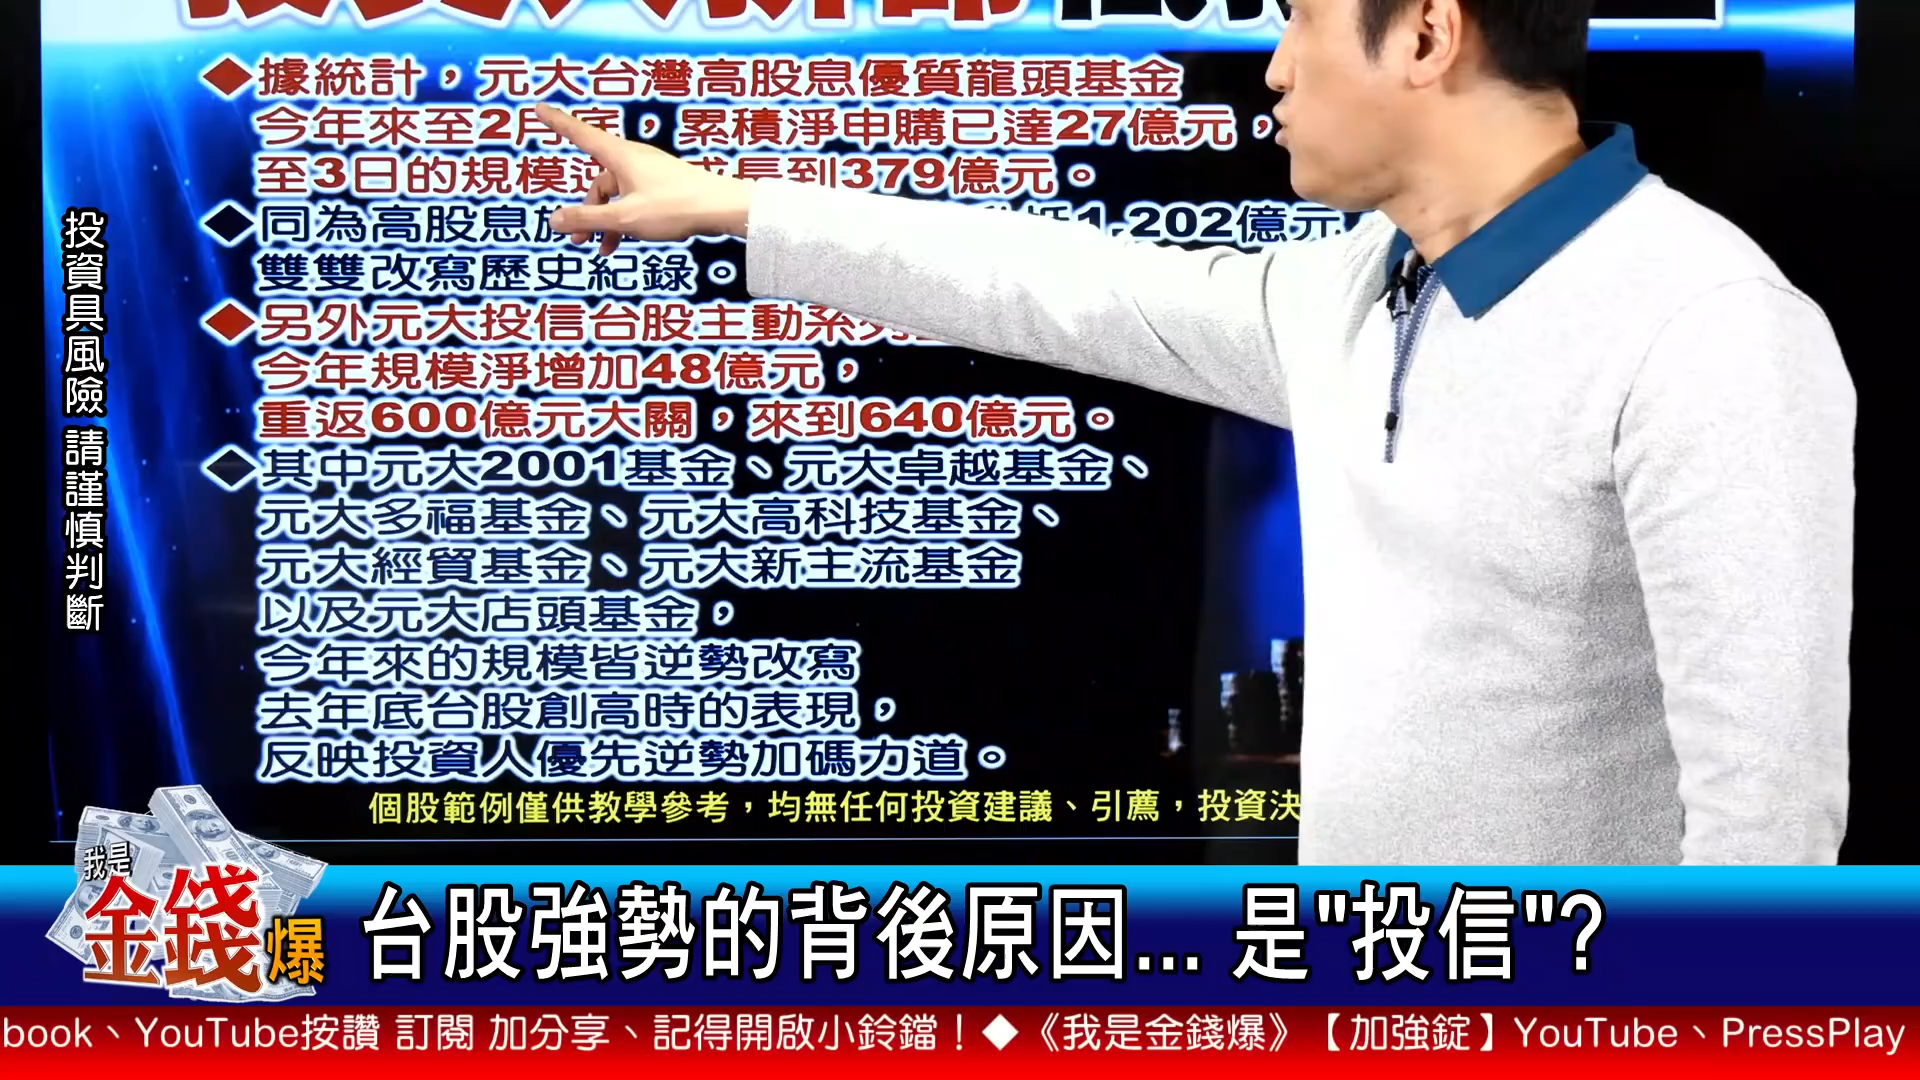 ◆據統計，元大台灣高股息優質龍頭基金
今年來至2月底，累積淨申購已達27億元，
至3日的規模逆 成長到379億元。
◆同為高股息旗 1,202億元
雙雙改寫歷史紀錄。
◆另外元大投信台股主動系列
今年規模淨增加48億元，
重返600億元大關，來到640億元。
◆其中元大2001基金、元大卓越基金、
元大多福基金、元大高科技基金、
元大經貿基金、元大新主流基金
以及元大店頭基金，
今年來的規模皆逆勢改寫
去年底台股創高時的表現，
反映投資人優先逆勢加碼力道。
個股範例僅供教學參考，均無任何投資建議、引薦，投資決
投資具風險 請謹慎判斷
我是
金錢爆
台股強勢的背後原因... 是"投信"?
book、YouTube按讚 訂閱 加分享、記得開啟小鈴鐺！◆《我是金錢爆》【加強錠】YouTube、PressPlay